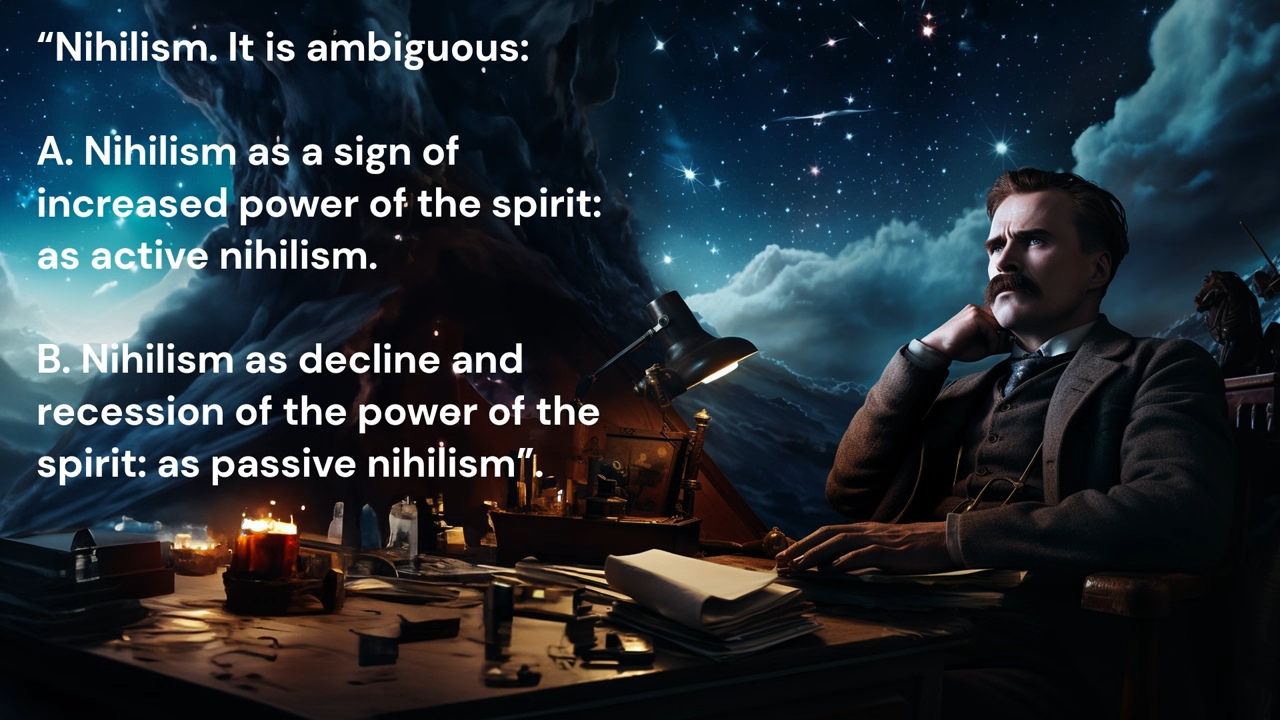 “Nihilism. It is ambiguous:
A. Nihilism as a sign of
increased power of the spirit:
as active nihilism.
B. Nihilism as decline and
recession of the power of the
spirit: as passive nihilism”.